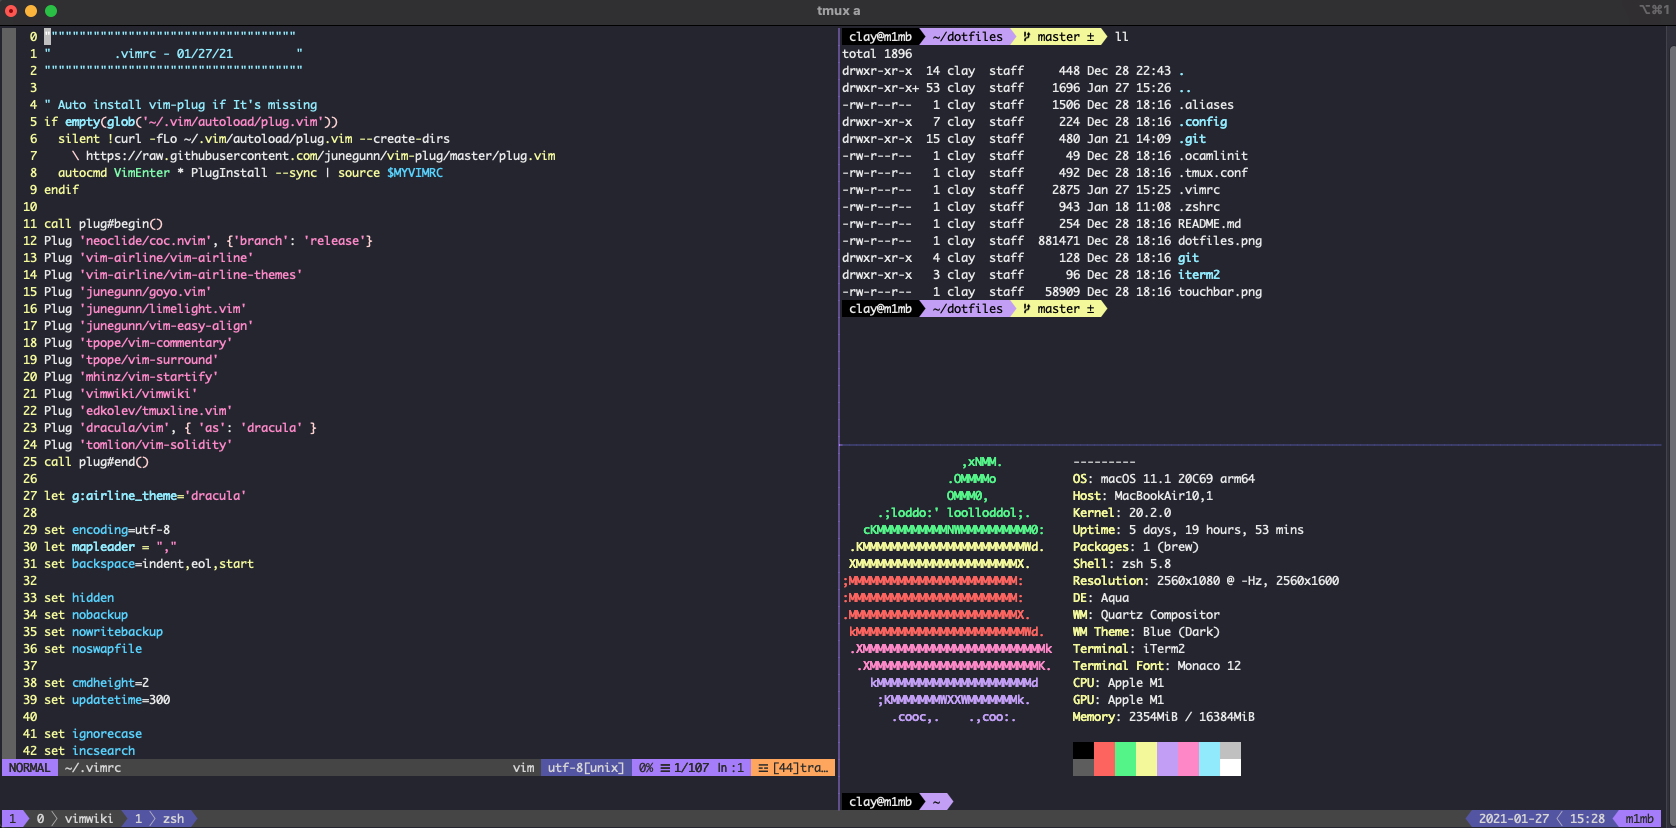 tmux a
⌥⌘1
0 """""""""""""""""""""""""""""""""""""
1 "         .vimrc - 01/27/21         "
2 """""""""""""""""""""""""""""""""""""
3
4 " Auto install vim-plug if It's missing
5 if empty(glob('~/.vim/autoload/plug.vim'))
6   silent !curl -fLo ~/.vim/autoload/plug.vim --create-dirs
7     \ https://raw.githubusercontent.com/junegunn/vim-plug/master/plug.vim
8   autocmd VimEnter * PlugInstall --sync | source $MYVIMRC
9 endif
10
11 call plug#begin()
12 Plug 'neoclide/coc.nvim', {'branch': 'release'}
13 Plug 'vim-airline/vim-airline'
14 Plug 'vim-airline/vim-airline-themes'
15 Plug 'junegunn/goyo.vim'
16 Plug 'junegunn/limelight.vim'
17 Plug 'junegunn/vim-easy-align'
18 Plug 'tpope/vim-commentary'
19 Plug 'tpope/vim-surround'
20 Plug 'mhinz/vim-startify'
21 Plug 'vimwiki/vimwiki'
22 Plug 'edkolev/tmuxline.vim'
23 Plug 'dracula/vim', { 'as': 'dracula' }
24 Plug 'tomlion/vim-solidity'
25 call plug#end()
26
27 let g:airline_theme='dracula'
28
29 set encoding=utf-8
30 let mapleader = ","
31 set backspace=indent,eol,start
32
33 set hidden
34 set nobackup
35 set nowritebackup
36 set noswapfile
37
38 set cmdheight=2
39 set updatetime=300
40
41 set ignorecase
42 set incsearch
NORMAL ~/.vimrc vim utf-8[unix] 0% ☰ 1/107 ln :1 ☲ [44]tra…
clay@m1mb ~/dotfiles master ± ll
total 1896
drwxr-xr-x  14 clay  staff     448 Dec 28 22:43 .
drwxr-xr-x+ 53 clay  staff    1696 Jan 27 15:26 ..
-rw-r--r--   1 clay  staff    1506 Dec 28 18:16 .aliases
drwxr-xr-x   7 clay  staff     224 Dec 28 18:16 .config
drwxr-xr-x  15 clay  staff     480 Jan 21 14:09 .git
-rw-r--r--   1 clay  staff      49 Dec 28 18:16 .ocamlinit
-rw-r--r--   1 clay  staff     492 Dec 28 18:16 .tmux.conf
-rw-r--r--   1 clay  staff    2875 Jan 27 15:25 .vimrc
-rw-r--r--   1 clay  staff     943 Jan 18 11:08 .zshrc
-rw-r--r--   1 clay  staff     254 Dec 28 18:16 README.md
-rw-r--r--   1 clay  staff  881471 Dec 28 18:16 dotfiles.png
drwxr-xr-x   4 clay  staff     128 Dec 28 18:16 git
drwxr-xr-x   3 clay  staff      96 Dec 28 18:16 iterm2
-rw-r--r--   1 clay  staff   58909 Dec 28 18:16 touchbar.png
clay@m1mb ~/dotfiles master ±
---------
OS: macOS 11.1 20C69 arm64
Host: MacBookAir10,1
Kernel: 20.2.0
Uptime: 5 days, 19 hours, 53 mins
Packages: 1 (brew)
Shell: zsh 5.8
Resolution: 2560x1080 @ -Hz, 2560x1600
DE: Aqua
WM: Quartz Compositor
WM Theme: Blue (Dark)
Terminal: iTerm2
Terminal Font: Monaco 12
CPU: Apple M1
GPU: Apple M1
Memory: 2354MiB / 16384MiB
clay@m1mb ~
1 0 vimwiki 1 zsh 2021-01-27 15:28 m1mb